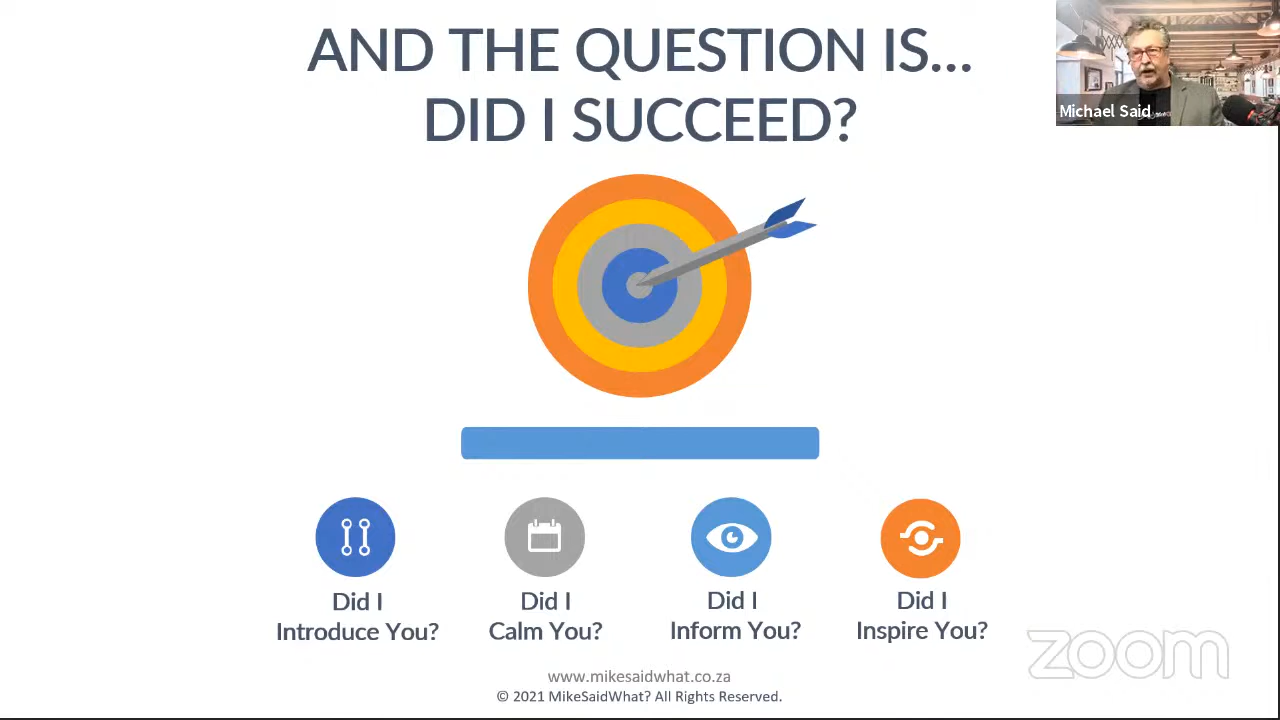 AND THE QUESTION IS...
DID I SUCCEED?
Michael Said
Did I
Introduce You?
Did I
Calm You?
Did I
Inform You?
Did I
Inspire You?
zoom
www.mikesaidwhat.co.za
© 2021 MikeSaidWhat? All Rights Reserved.